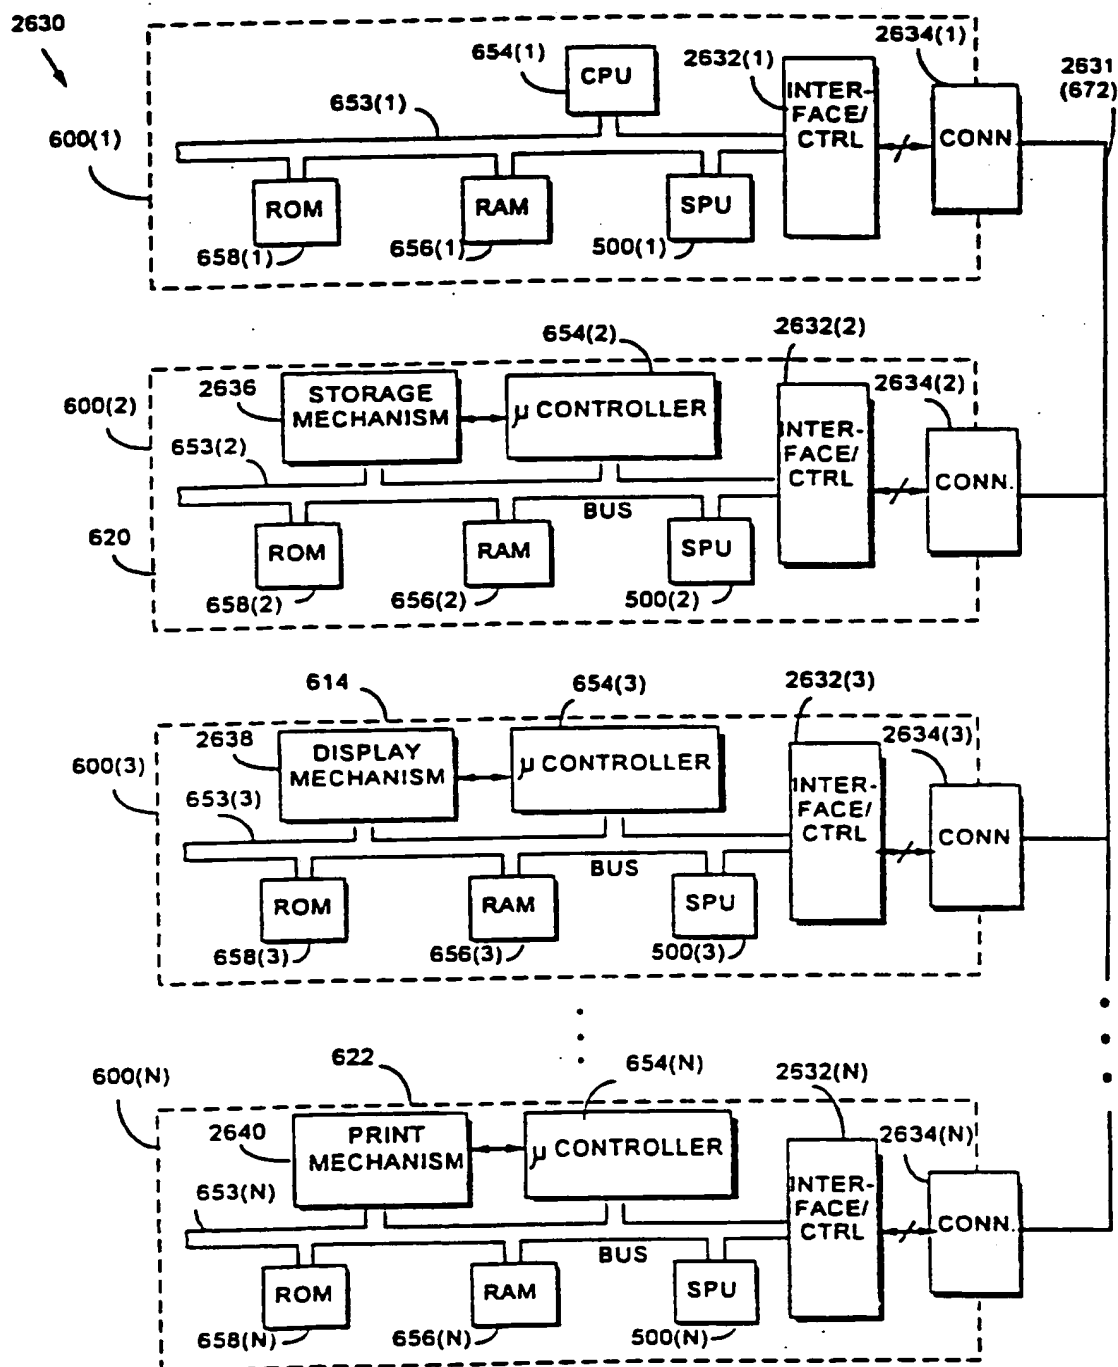 2630
654(1)
CPU
2632(1)
2634(1)
2631
(672)
653(1)
600(1)
INTER-
FACE/
CTRL
CONN
ROM
RAM
SPU
658(1)
656(1)
500(1)
654(2)
2632(2)
2634(2)
600(2)
2636
STORAGE
MECHANISM
μ CONTROLLER
INTER-
FACE/
CTRL
CONN.
653(2)
BUS
620
ROM
RAM
SPU
658(2)
656(2)
500(2)
614
654(3)
2632(3)
2634(3)
600(3)
2638
DISPLAY
MECHANISM
μ CONTROLLER
INTER-
FACE/
CTRL
CONN
653(3)
BUS
ROM
RAM
SPU
658(3)
656(3)
500(3)
622
654(N)
2632(N)
2634(N)
600(N)
2640
PRINT
MECHANISM
μ CONTROLLER
INTER-
FACE/
CTRL
CONN.
653(N)
BUS
ROM
RAM
SPU
658(N)
656(N)
500(N)